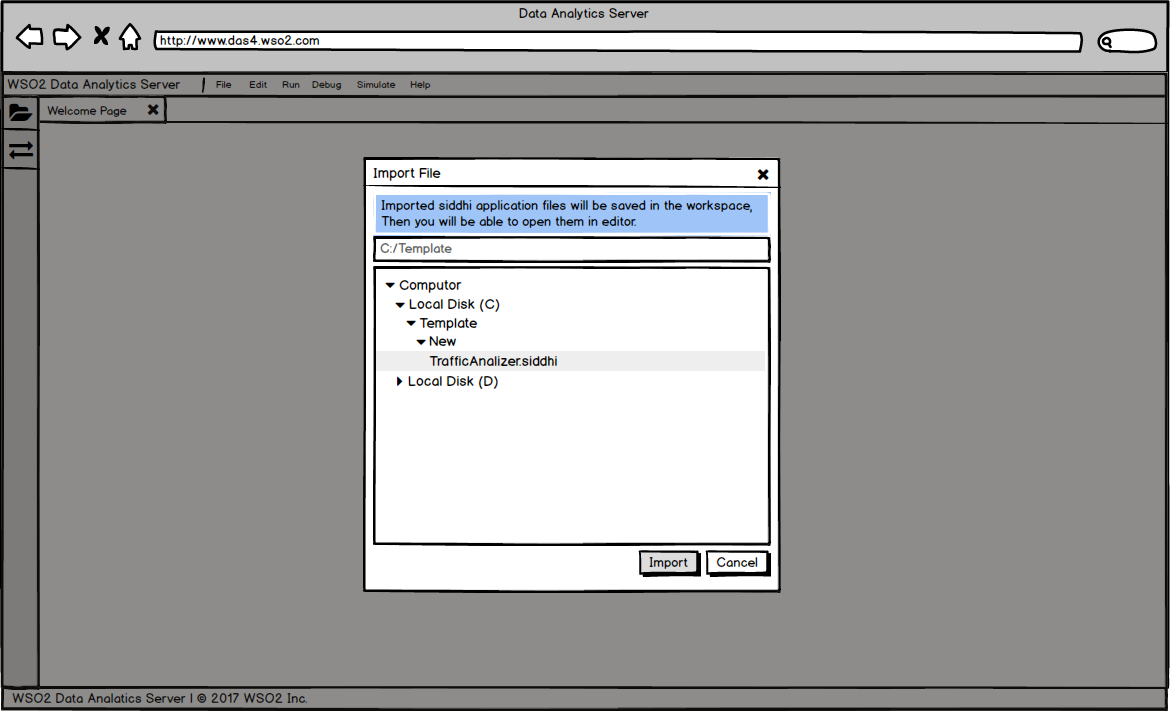 Data Analytics Server
http://www.das4.wso2.com
WSO2 Data Analytics Server | File Edit Run Debug Simulate Help
Welcome Page
Import File
Imported siddhi application files will be saved in the workspace,
Then you will be able to open them in editor.
C:/Template
Computor
Local Disk (C)
Template
New
TrafficAnalizer.siddhi
Local Disk (D)
Import Cancel
WSO2 Data Analatics Server | © 2017 WSO2 Inc.